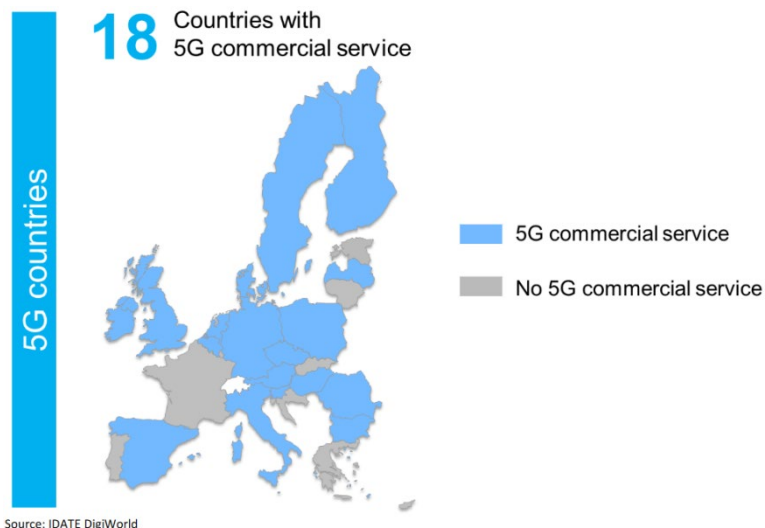 18
Countries with
5G commercial service
5G countries
5G commercial service
No 5G commercial service
Source: IDATE DigiWorld